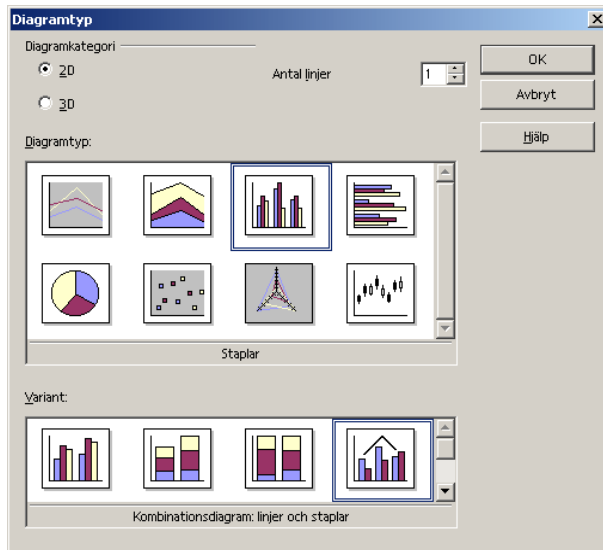 Diagramtyp
Diagramkategori
2D
3D
Antal linjer
1
OK
Avbryt
Hjälp
Diagramtyp:
Staplar
Variant:
Kombinationsdiagram: linjer och staplar